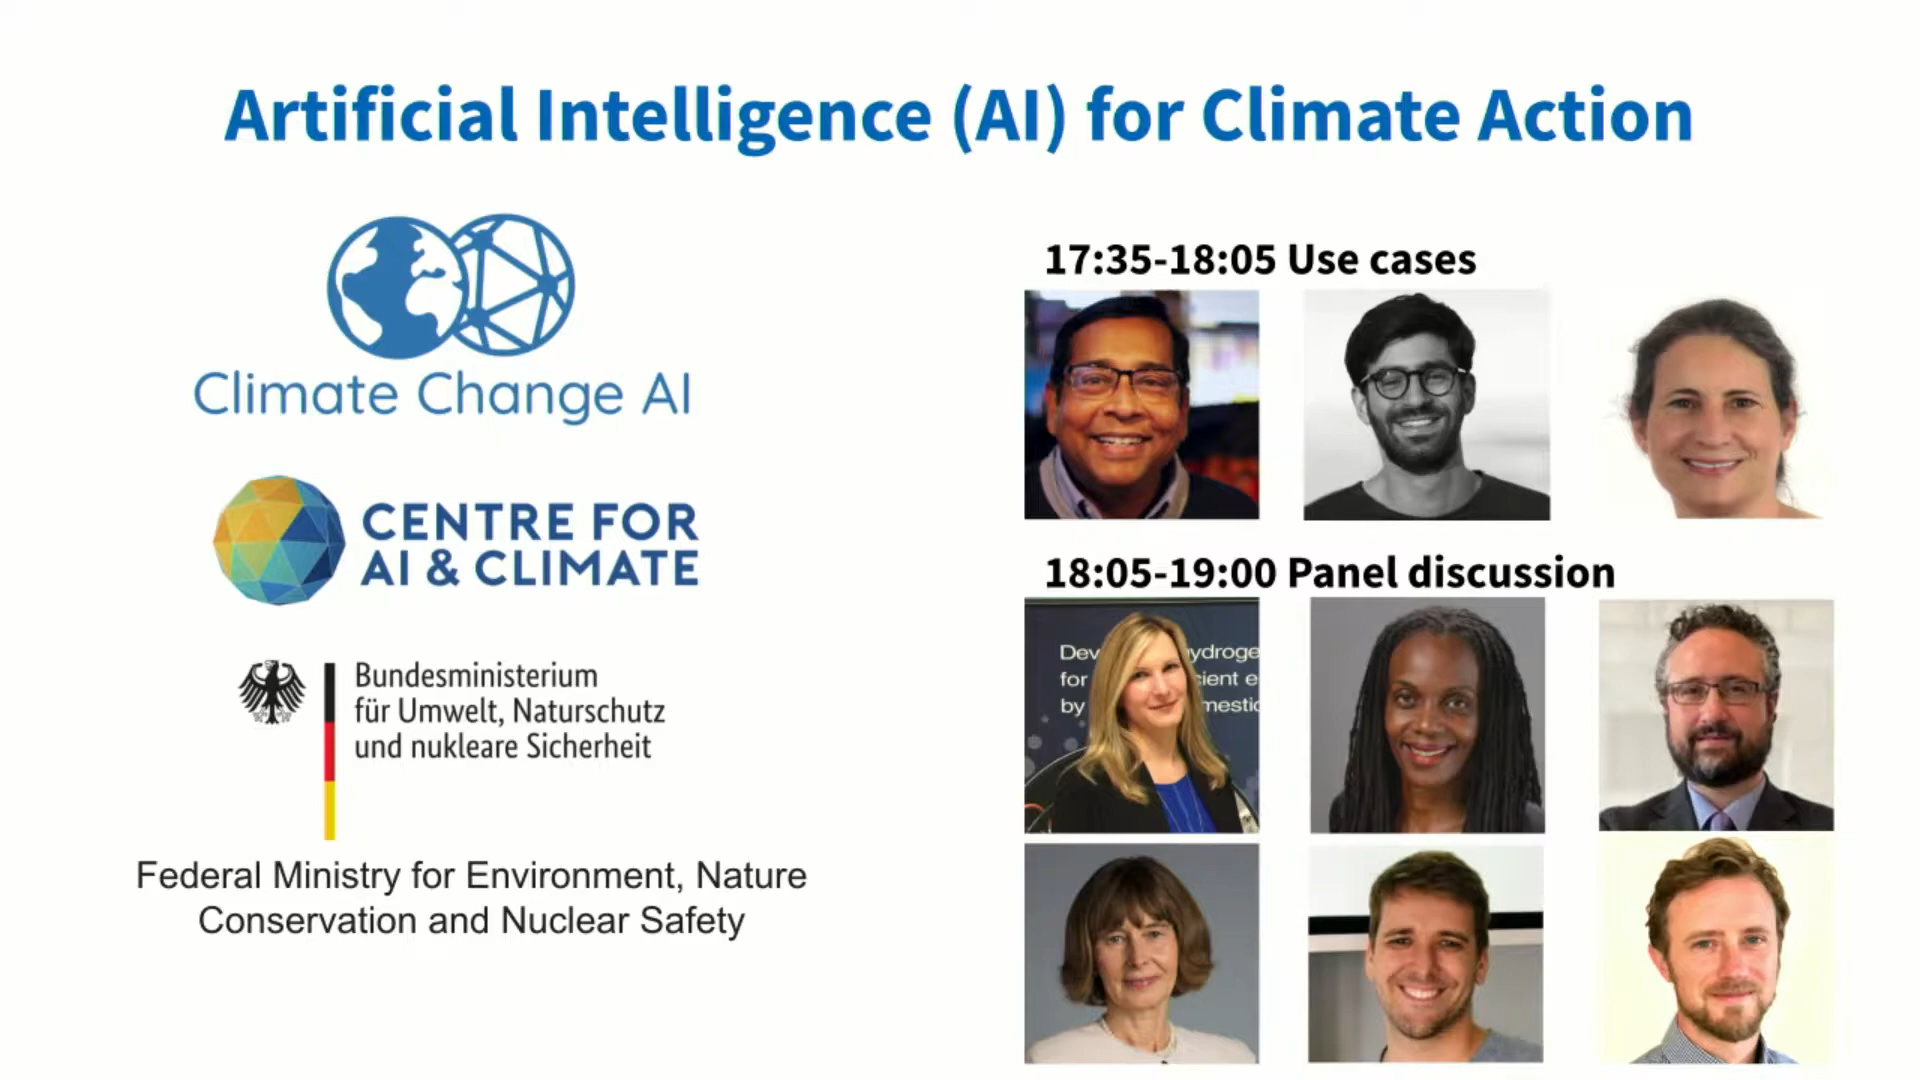 Artificial Intelligence (AI) for Climate Action
Climate Change AI
CENTRE FOR
AI & CLIMATE
Bundesministerium
für Umwelt, Naturschutz
und nukleare Sicherheit
Federal Ministry for Environment, Nature
Conservation and Nuclear Safety
17:35-18:05 Use cases
18:05-19:00 Panel discussion
for
by